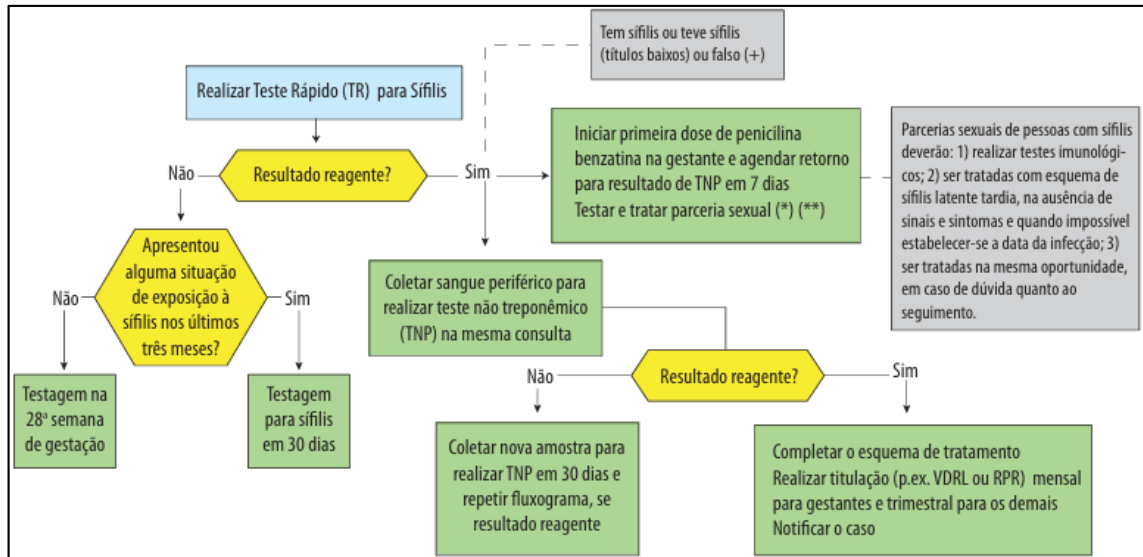 Tem sífilis ou teve sífilis
(títulos baixos) ou falso (+)
Realizar Teste Rápido (TR) para Sífilis
Não
Resultado reagente?
Sim
Iniciar primeira dose de penicilina
benzatina na gestante e agendar retorno
para resultado de TNP em 7 dias
Testar e tratar parceria sexual (*) (**)
Parcerias sexuais de pessoas com sífilis
deverão: 1) realizar testes imunológi-
cos; 2) ser tratadas com esquema de
sífilis latente tardia, na ausência de
sinais e sintomas e quando impossível
estabelecer-se a data da infecção; 3)
ser tratadas na mesma oportunidade,
em caso de dúvida quanto ao
seguimento.
Apresentou
alguma situação
de exposição à
sífilis nos últimos
três meses?
Não
Sim
Testagem na
28ª semana
de gestação
Testagem
para sífilis
em 30 dias
Coletar sangue periférico para
realizar teste não treponêmico
(TNP) na mesma consulta
Não
Resultado reagente?
Sim
Coletar nova amostra para
realizar TNP em 30 dias e
repetir fluxograma, se
resultado reagente
Completar o esquema de tratamento
Realizar titulação (p.ex. VDRL ou RPR) mensal
para gestantes e trimestral para os demais
Notificar o caso